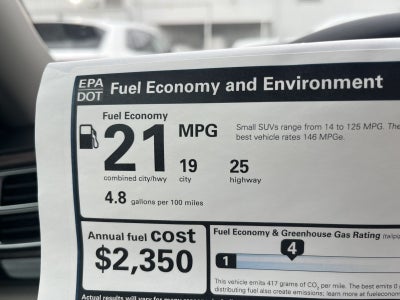 EPA
DOT
Fuel Economy and Environment
Fuel Economy
21 MPG
Small SUVs range from 14 to 125 MPG. The
best vehicle rates 146 MPGe.
19 25
combined city/hwy city highway
4.8 gallons per 100 miles
Annual fuel cost
$2,350
Fuel Economy & Greenhouse Gas Rating
4
1
This vehicle emits 417 grams of CO2 per mile. The best emits 0
distributing fuel also create emissions; learn more at fueleconomy
Actual results will vary for many reasons